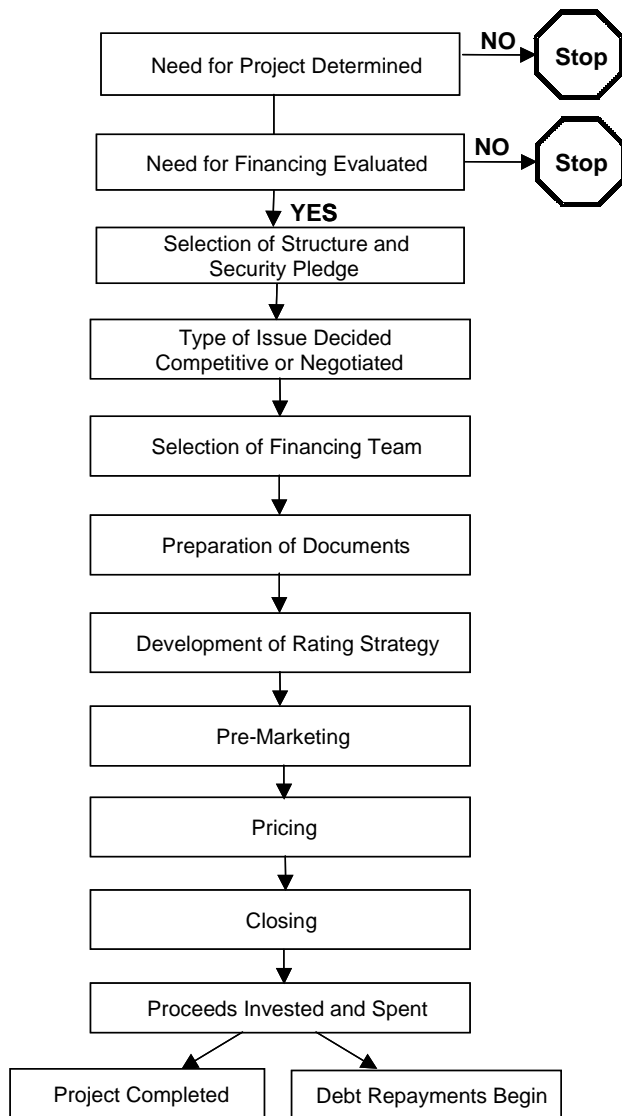 NO
Need for Project Determined
Stop
NO
Need for Financing Evaluated
Stop
YES
Selection of Structure and
Security Pledge
Type of Issue Decided
Competitive or Negotiated
Selection of Financing Team
Preparation of Documents
Development of Rating Strategy
Pre-Marketing
Pricing
Closing
Proceeds Invested and Spent
Project Completed
Debt Repayments Begin